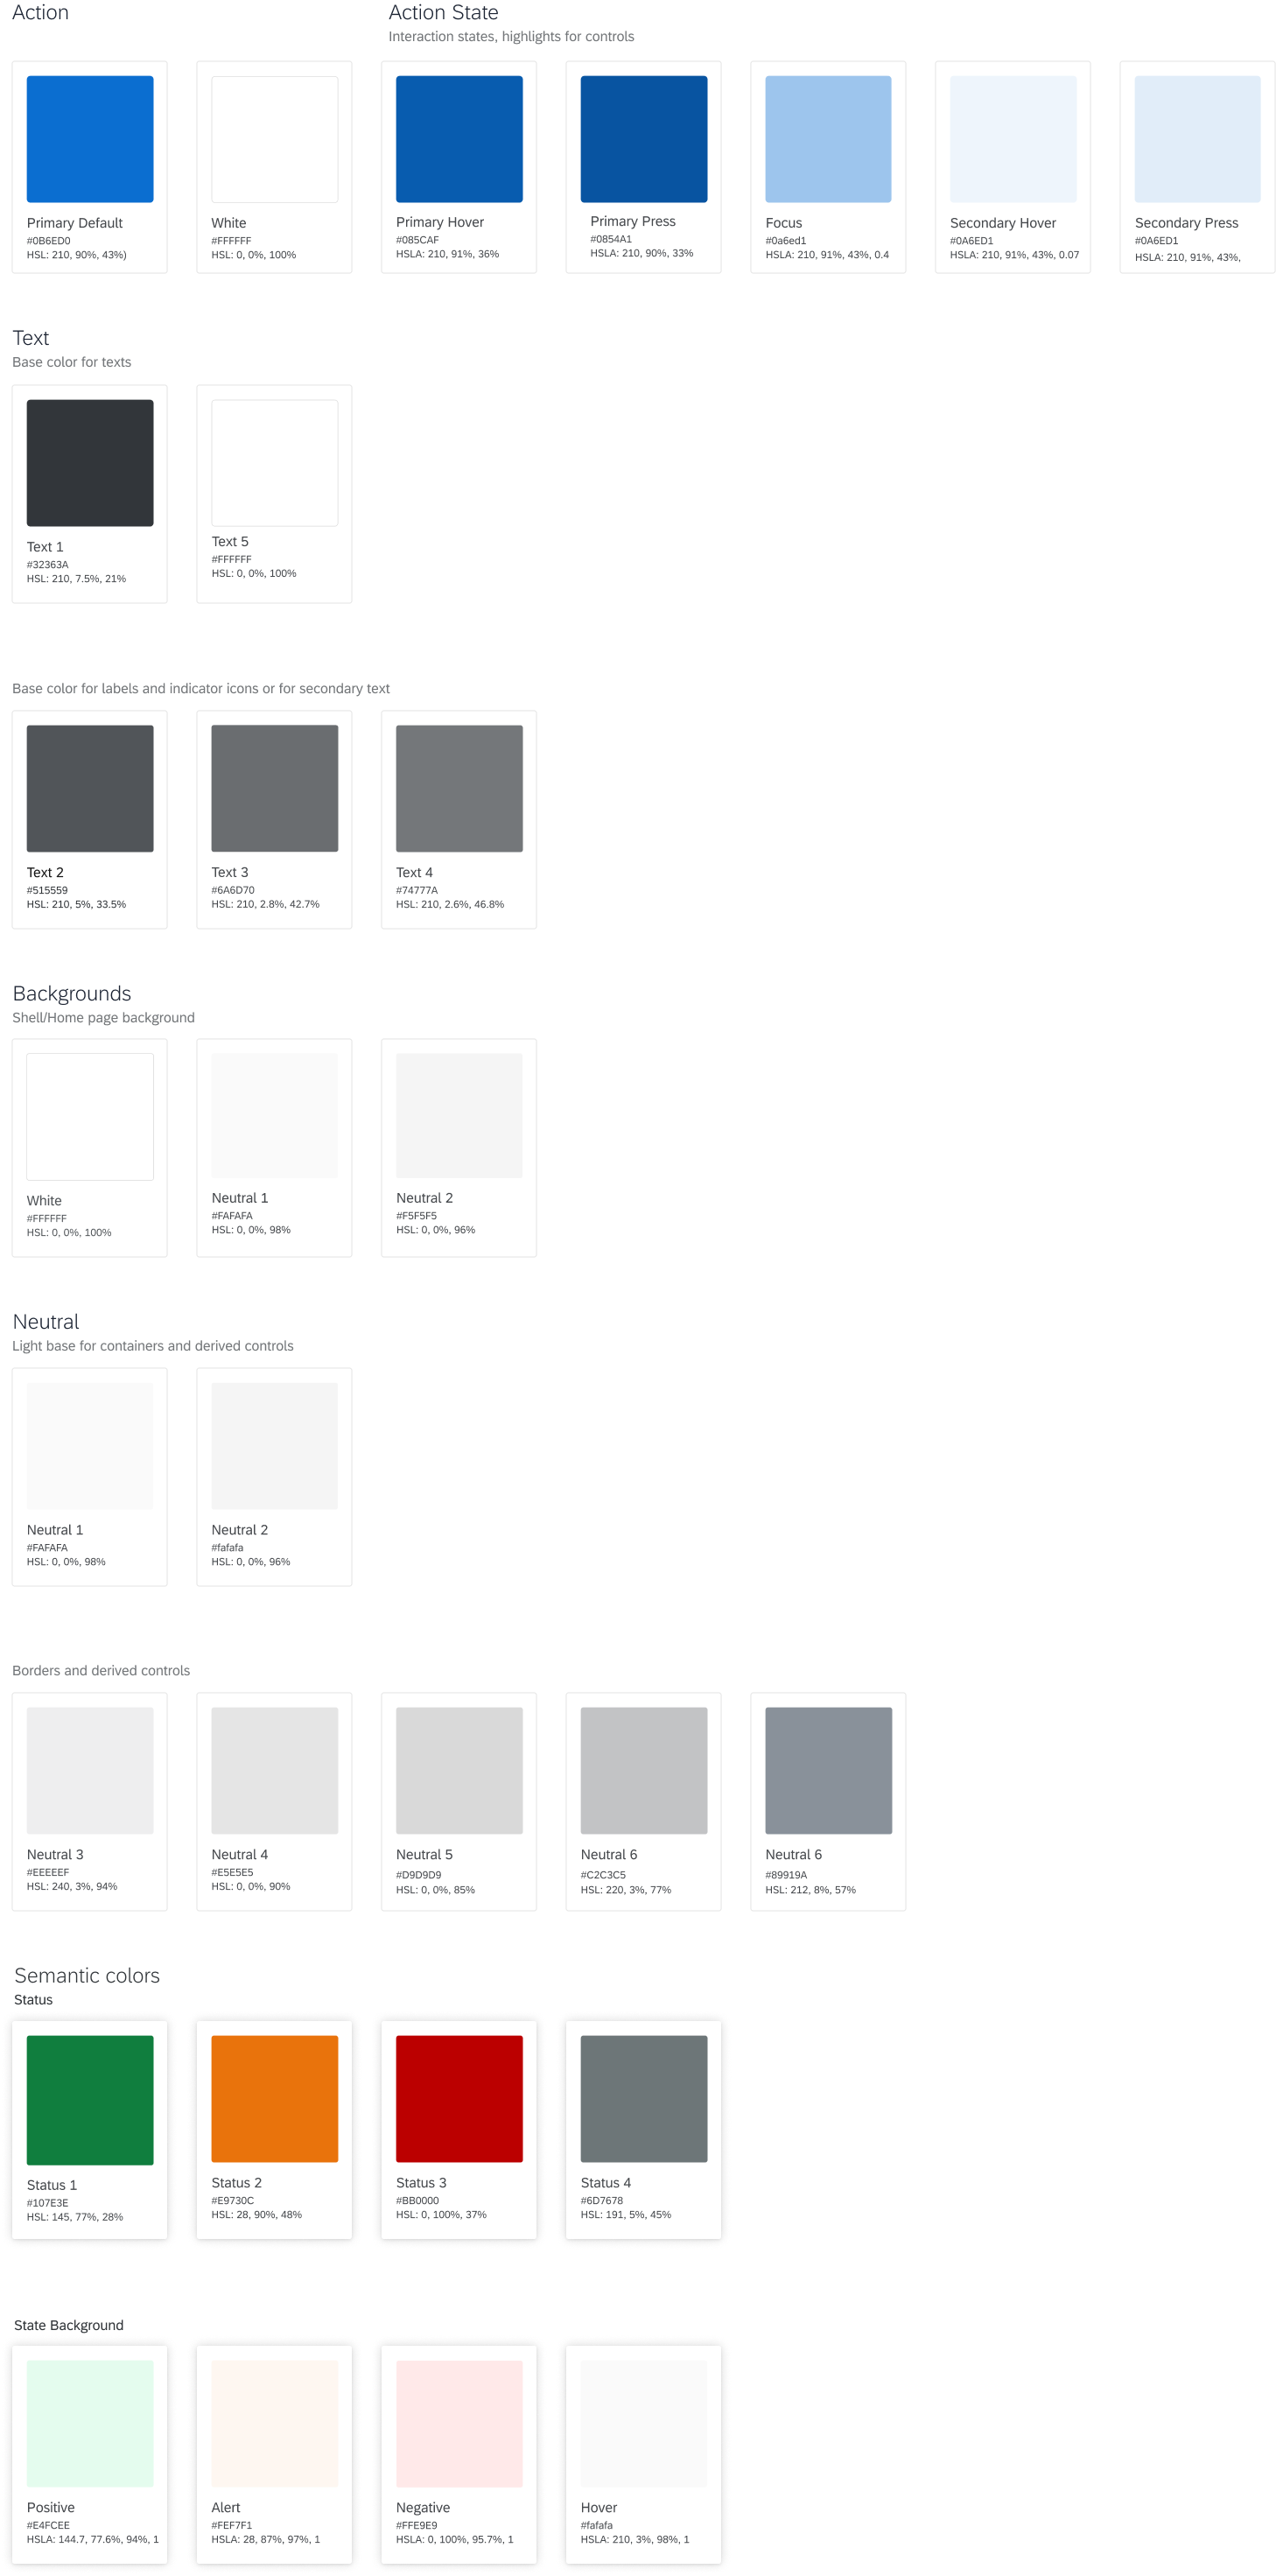 Action
Action State
Interaction states, highlights for controls
Primary Default
#0B6ED0
HSL: 210, 90%, 43%)
White
#FFFFFF
HSL: 0, 0%, 100%
Primary Hover
#085CAF
HSLA: 210, 91%, 36%
Primary Press
#0854A1
HSLA: 210, 90%, 33%
Focus
#0a6ed1
HSLA: 210, 91%, 43%, 0.4
Secondary Hover
#0A6ED1
HSLA: 210, 91%, 43%, 0.07
Secondary Press
#0A6ED1
HSLA: 210, 91%, 43%,
Text
Base color for texts
Text 1
#32363A
HSL: 210, 7.5%, 21%
Text 5
#FFFFFF
HSL: 0, 0%, 100%
Base color for labels and indicator icons or for secondary text
Text 2
#515559
HSL: 210, 5%, 33.5%
Text 3
#6A6D70
HSL: 210, 2.8%, 42.7%
Text 4
#74777A
HSL: 210, 2.6%, 46.8%
Backgrounds
Shell/Home page background
White
#FFFFFF
HSL: 0, 0%, 100%
Neutral 1
#FAFAFA
HSL: 0, 0%, 98%
Neutral 2
#F5F5F5
HSL: 0, 0%, 96%
Neutral
Light base for containers and derived controls
Neutral 1
#FAFAFA
HSL: 0, 0%, 98%
Neutral 2
#fafafa
HSL: 0, 0%, 96%
Borders and derived controls
Neutral 3
#EEEEEF
HSL: 240, 3%, 94%
Neutral 4
#E5E5E5
HSL: 0, 0%, 90%
Neutral 5
#D9D9D9
HSL: 0, 0%, 85%
Neutral 6
#C2C3C5
HSL: 220, 3%, 77%
Neutral 6
#89919A
HSL: 212, 8%, 57%
Semantic colors
Status
Status 1
#107E3E
HSL: 145, 77%, 28%
Status 2
#E9730C
HSL: 28, 90%, 48%
Status 3
#BB0000
HSL: 0, 100%, 37%
Status 4
#6D7678
HSL: 191, 5%, 45%
State Background
Positive
#E4FCEE
HSLA: 144.7, 77.6%, 94%, 1
Alert
#FEF7F1
HSLA: 28, 87%, 97%, 1
Negative
#FFE9E9
HSLA: 0, 100%, 95.7%, 1
Hover
#fafafa
HSLA: 210, 3%, 98%, 1